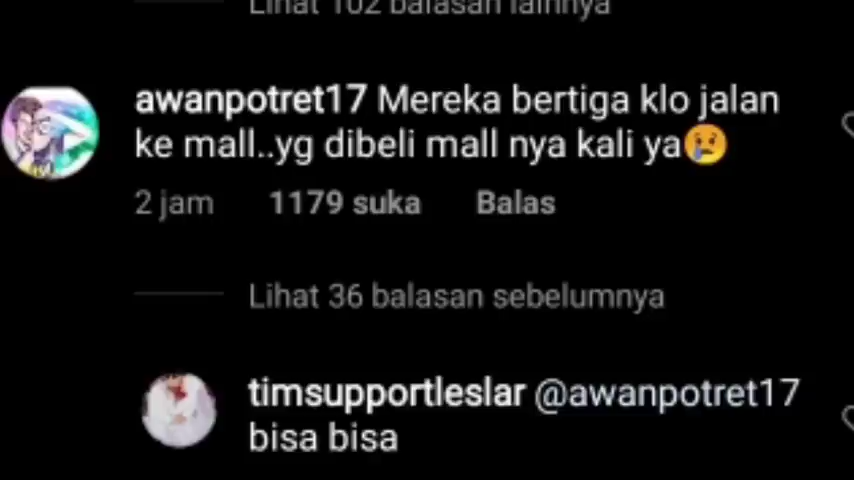 Lihat 102 balasan lainnya
awanpotret17 Mereka bertiga klo jalan
ke mall..yg dibeli mall nya kali ya😢
2 jam 1179 suka Balas
Lihat 36 balasan sebelumnya
timsupportleslar @awanpotret17
bisa bisa